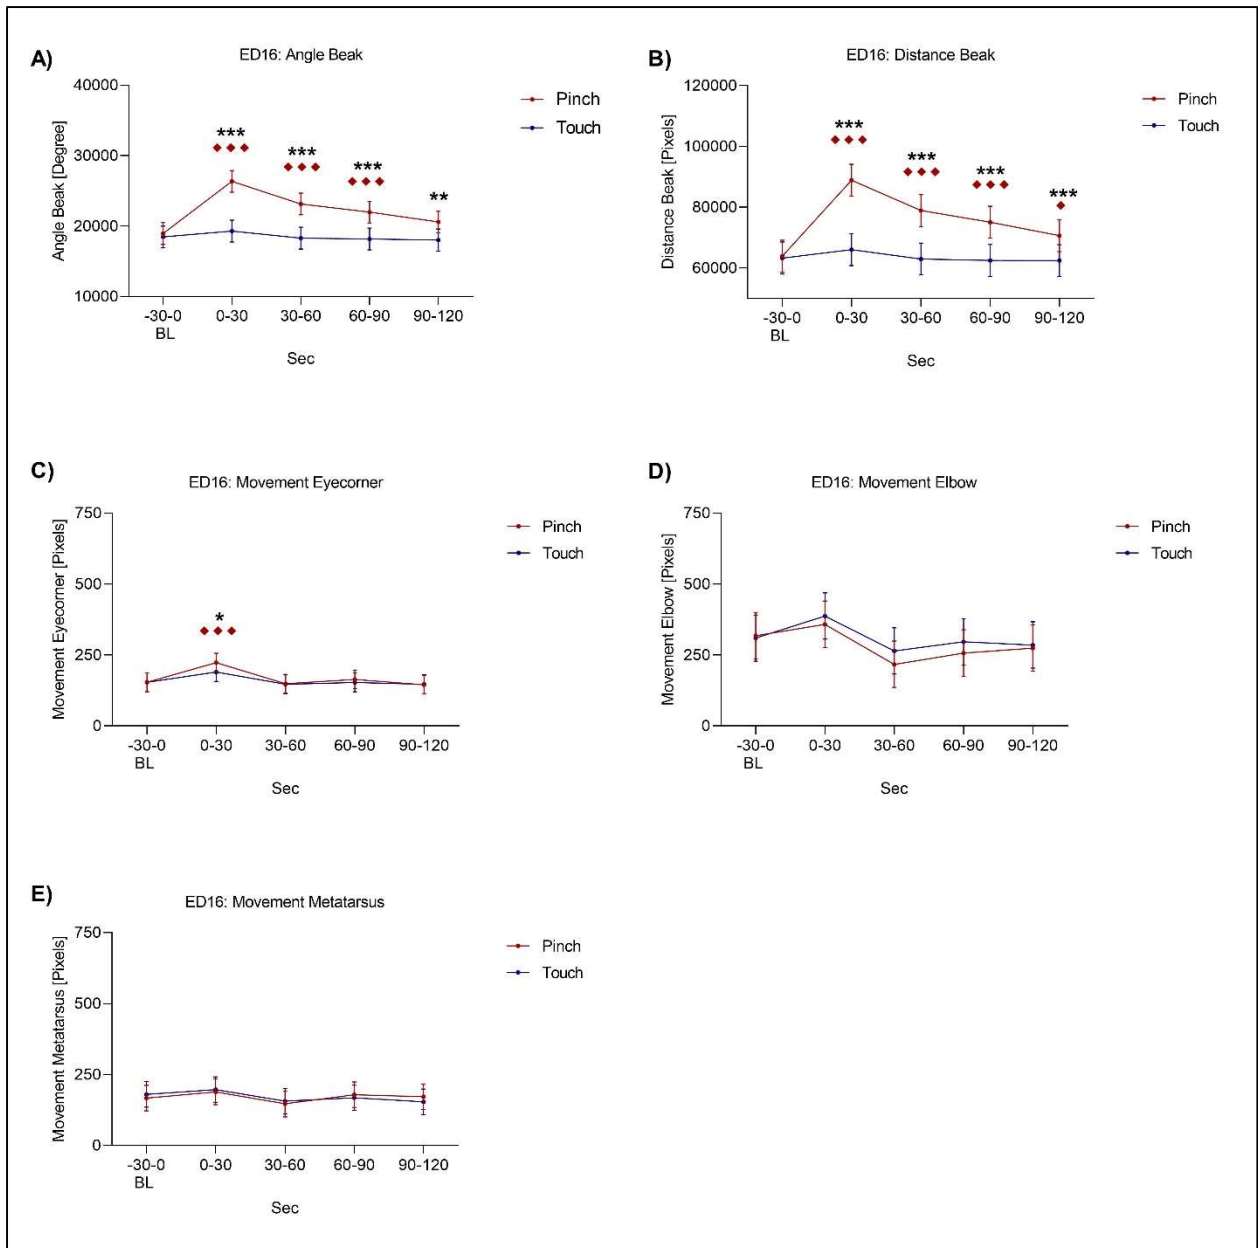 A)
ED16: Angle Beak
Angle Beak [Degree]
40000
30000
20000
10000
***
***
***
**
Pinch
Touch
-30-0 0-30 30-60 60-90 90-120
BL
Sec
B)
ED16: Distance Beak
Distance Beak [Pixels]
120000
100000
80000
60000
***
***
***
***
Pinch
Touch
-30-0 0-30 30-60 60-90 90-120
BL
Sec
C)
ED16: Movement Eyecorner
Movement Eyecorner [Pixels]
750
500
250
0
*
Pinch
Touch
-30-0 0-30 30-60 60-90 90-120
BL
Sec
D)
ED16: Movement Elbow
Movement Elbow [Pixels]
750
500
250
0
Pinch
Touch
-30-0 0-30 30-60 60-90 90-120
BL
Sec
E)
ED16: Movement Metatarsus
Movement Metatarsus [Pixels]
750
500
250
0
Pinch
Touch
-30-0 0-30 30-60 60-90 90-120
BL
Sec